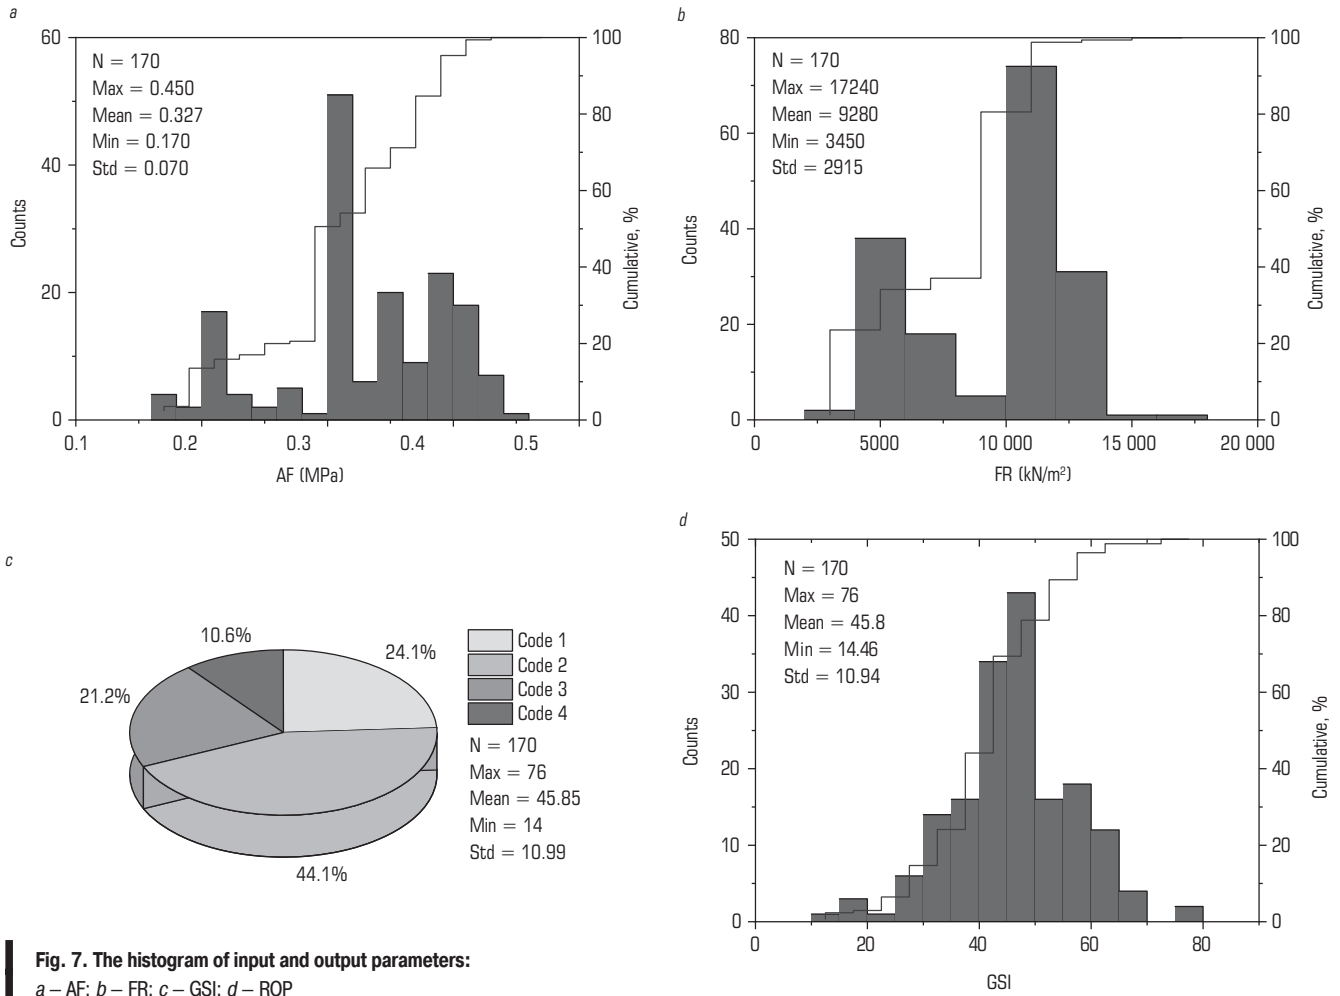 a
60
40
20
0
Counts
N = 170
Max = 0.450
Mean = 0.327
Min = 0.170
Std = 0.070
100
80
60
40
20
0
Cumulative, %
0.1 0.2 0.3 0.4 0.5
AF (MPa)
b
80
60
40
20
0
Counts
N = 170
Max = 17240
Mean = 9280
Min = 3450
Std = 2915
100
80
60
40
20
0
Cumulative, %
0 5000 10 000 15 000 20 000
FR (kN/m²)
c
10.6%
24.1%
21.2%
44.1%
Code 1
Code 2
Code 3
Code 4
N = 170
Max = 76
Mean = 45.85
Min = 14
Std = 10.99
d
50
40
30
20
10
0
Counts
N = 170
Max = 76
Mean = 45.8
Min = 14.46
Std = 10.94
100
80
60
40
20
0
Cumulative, %
0 20 40 60 80
GSI
Fig. 7. The histogram of input and output parameters:
a – AF; b – FR; c – GSI; d – ROP